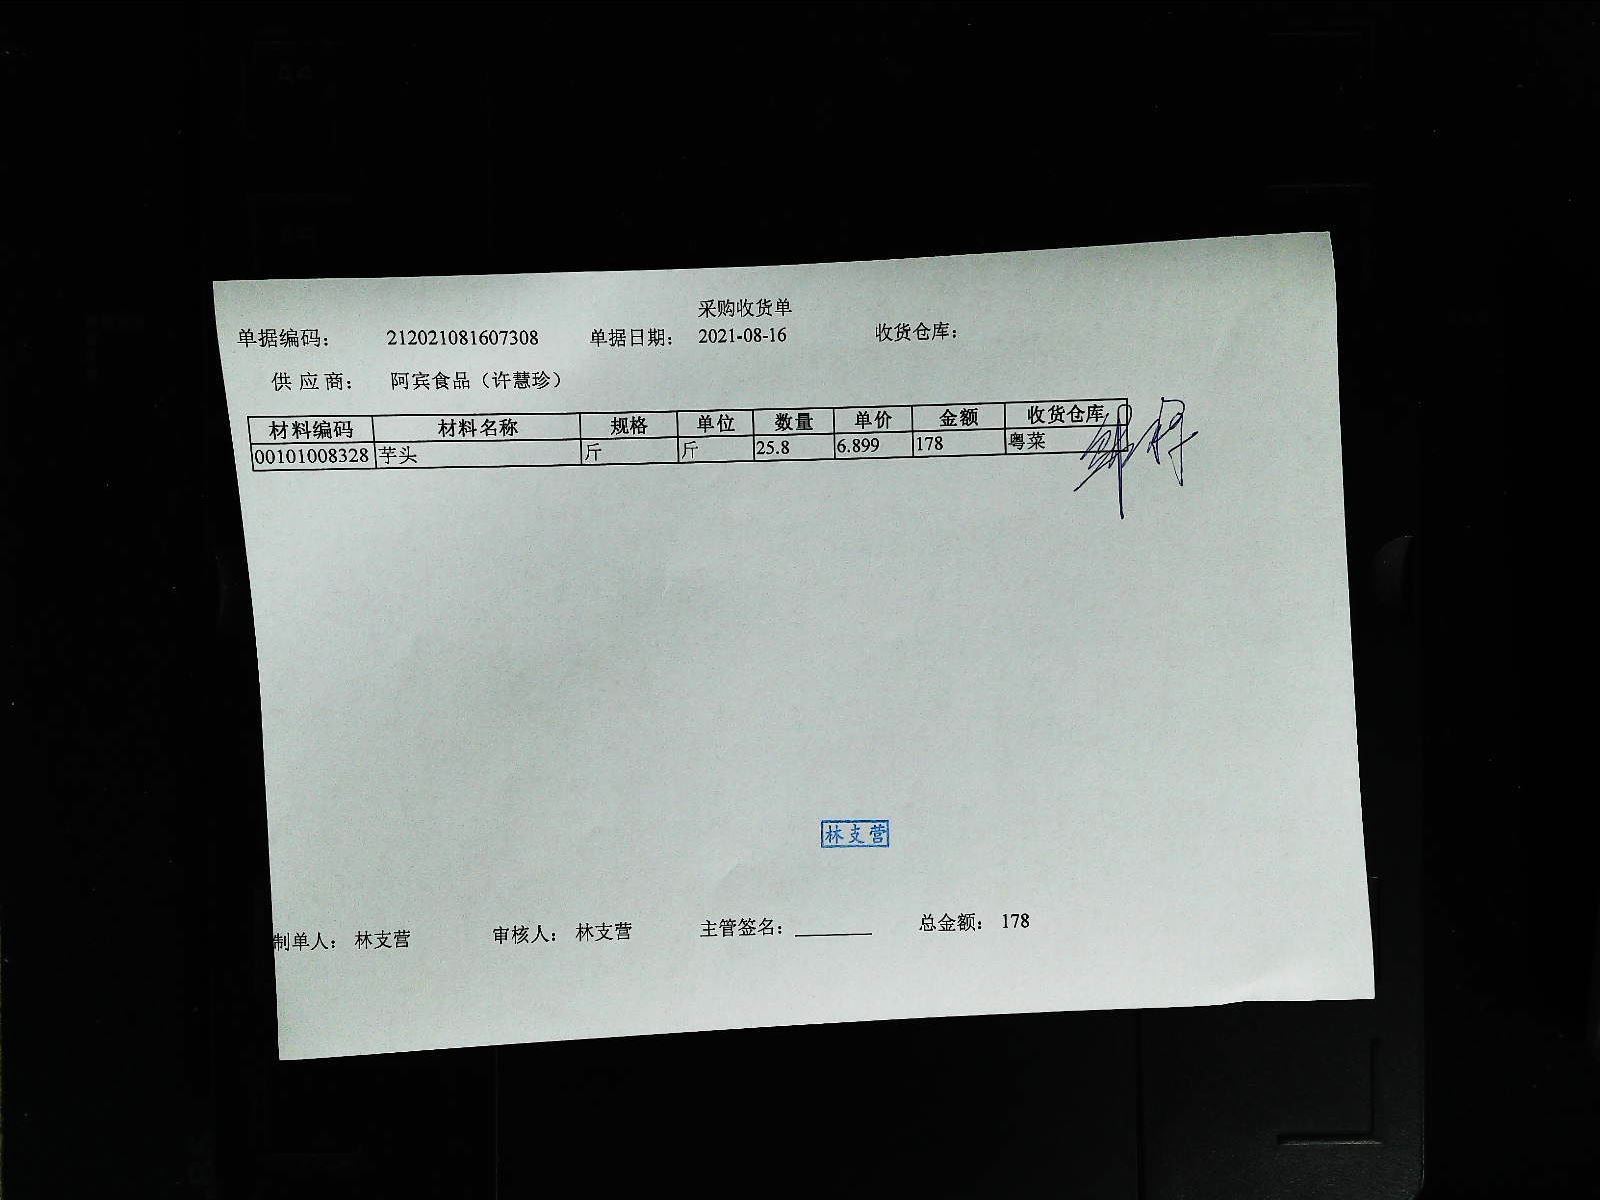 采购收货单
单据编码： 212021081607308 单据日期： 2021-08-16 收货仓库：
供应商： 阿宾食品（许慧珍）
材料编码 材料名称 规格 单位 数量 单价 金额 收货仓库
00101008328 芋头 斤 斤 25.8 6.899 178 粤菜
林支营
制单人： 林支营 审核人： 林支营 主管签名：________ 总金额： 178